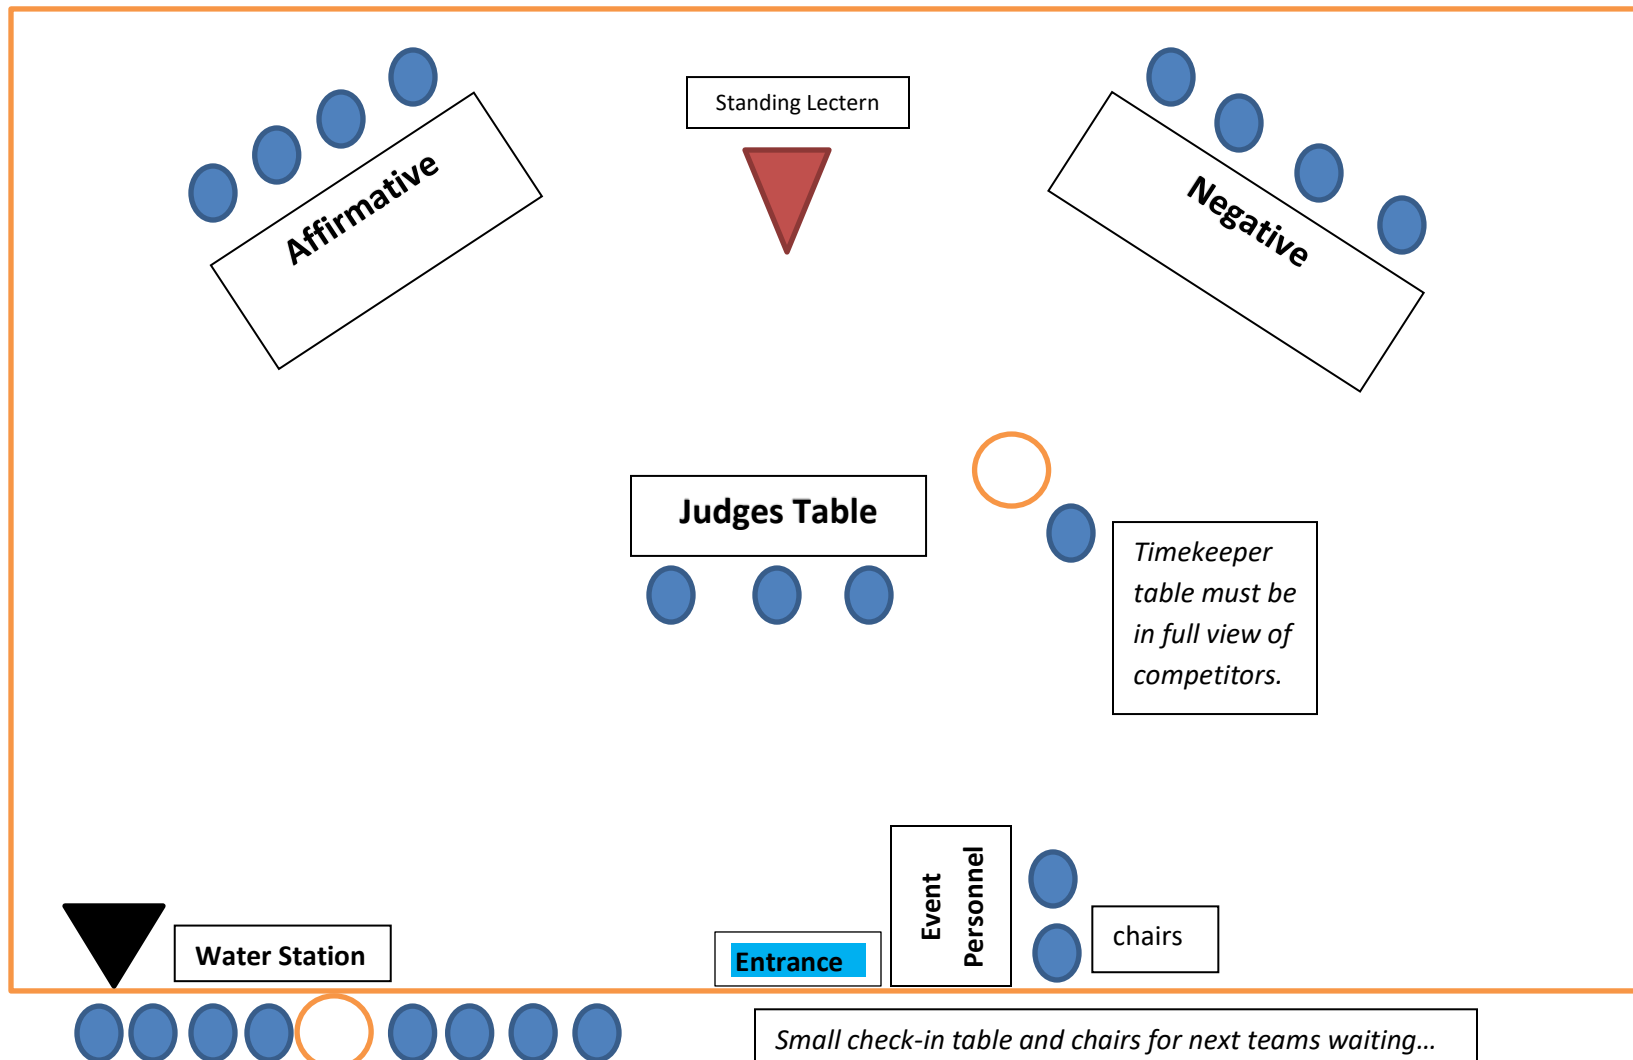 Standing Lectern
Affirmative
Negative
Judges Table
Timekeeper
table must be
in full view of
competitors.
Event
Personnel
chairs
Water Station
Entrance
Small check-in table and chairs for next teams waiting…